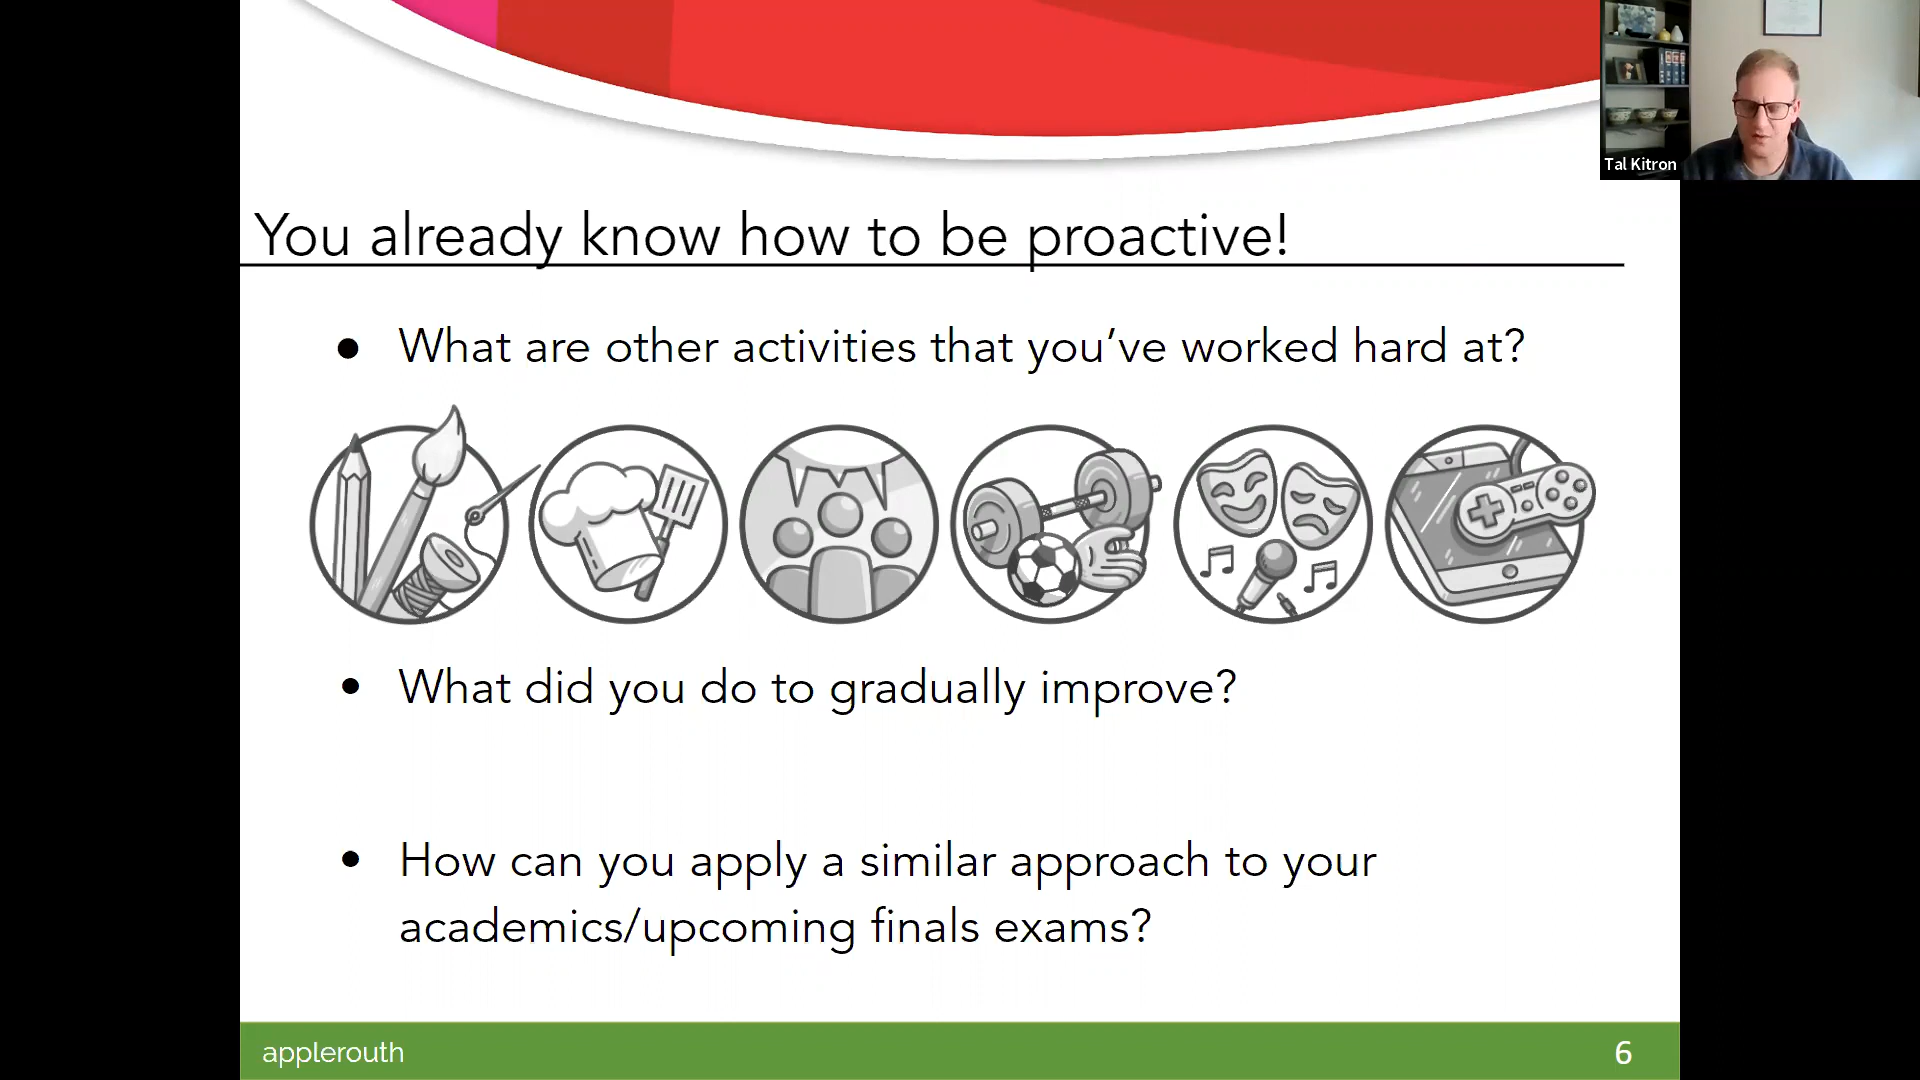 Tal Kitron
You already know how to be proactive!
• What are other activities that you’ve worked hard at?
• What did you do to gradually improve?
• How can you apply a similar approach to your
academics/upcoming finals exams?
applerouth
6